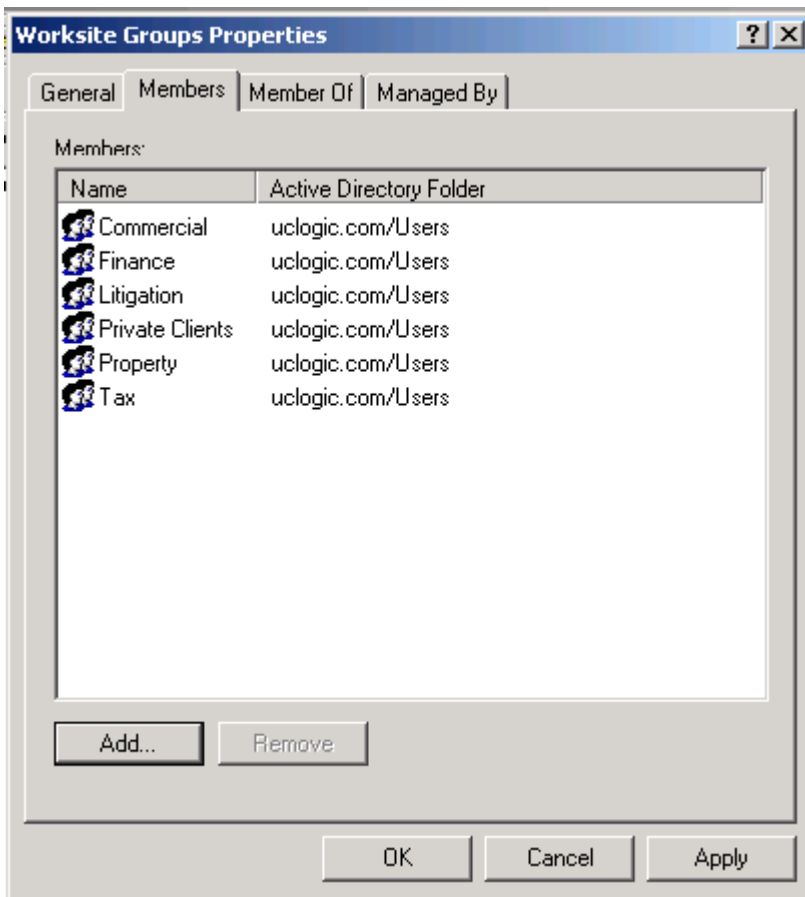 Worksite Groups Properties
General Members Member Of Managed By
Members:
Name Active Directory Folder
Commercial uclogic.com/Users
Finance uclogic.com/Users
Litigation uclogic.com/Users
Private Clients uclogic.com/Users
Property uclogic.com/Users
Tax uclogic.com/Users
Add... Remove
OK Cancel Apply